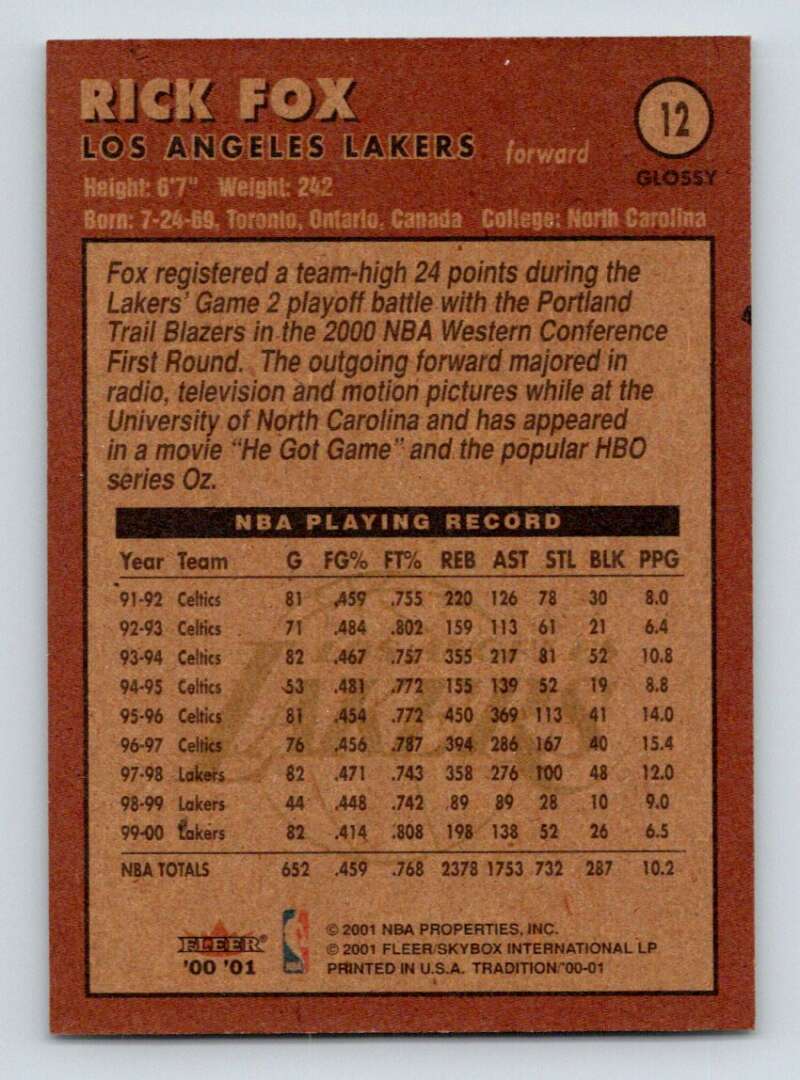 RICK FOX
12
LOS ANGELES LAKERS forward
GLOSSY
Height: 6'7" Weight: 242
Born: 7-24-69, Toronto, Ontario, Canada College: North Carolina
Fox registered a team-high 24 points during the
Lakers' Game 2 playoff battle with the Portland
Trail Blazers in the 2000 NBA Western Conference
First Round. The outgoing forward majored in
radio, television and motion pictures while at the
University of North Carolina and has appeared
in a movie "He Got Game" and the popular HBO
series Oz.
NBA PLAYING RECORD
Year Team G FG% FT% REB AST STL BLK PPG
91-92 Celtics 81 .459 .755 220 126 78 30 8.0
92-93 Celtics 71 .484 .802 159 113 61 21 6.4
93-94 Celtics 82 .467 .757 355 217 81 52 10.8
94-95 Celtics 53 .481 .772 155 139 52 19 8.8
95-96 Celtics 81 .454 .772 450 369 113 41 14.0
96-97 Celtics 76 .456 .787 394 286 167 40 15.4
97-98 Lakers 82 .471 .743 358 276 100 48 12.0
98-99 Lakers 44 .448 .742 89 89 28 10 9.0
99-00 Lakers 82 .414 .808 198 138 52 26 6.5
NBA TOTALS 652 .459 .768 2378 1753 732 287 10.2
FLEER®
'00 '01
© 2001 NBA PROPERTIES, INC.
© 2001 FLEER/SKYBOX INTERNATIONAL LP
PRINTED IN U.S.A. TRADITION/'00-01
LAKERS